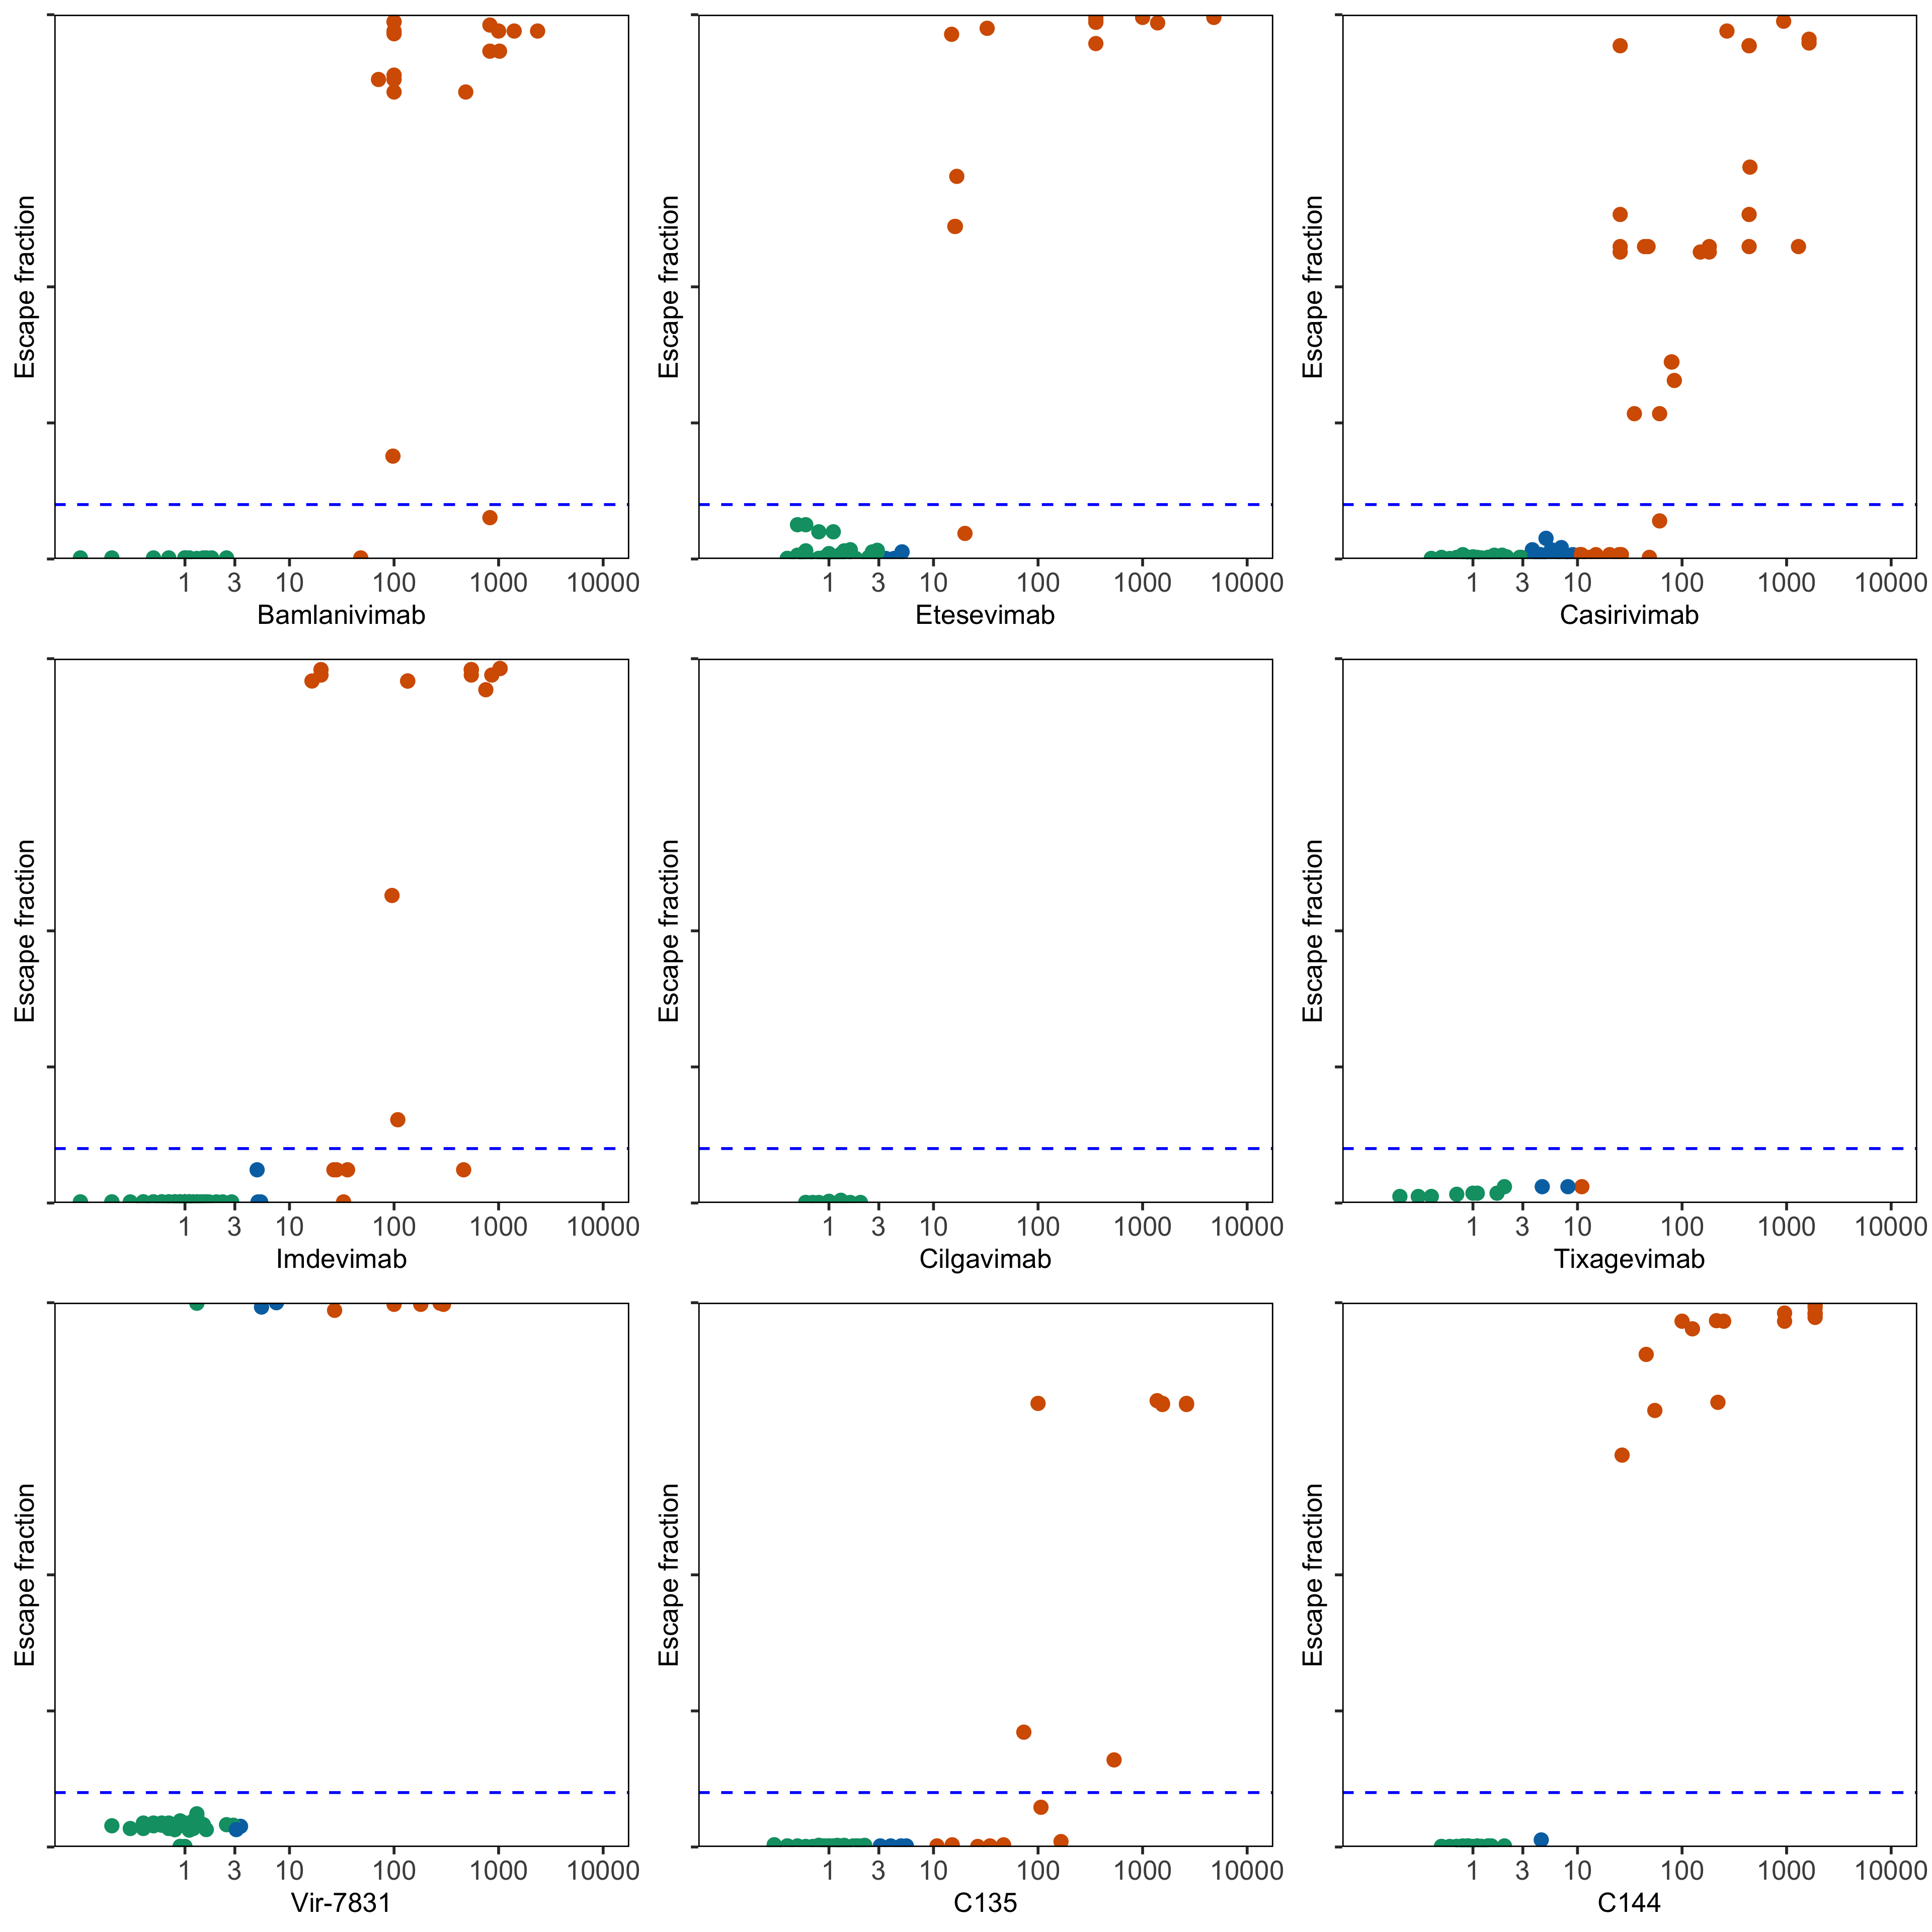 Escape fraction Escape fraction Escape fraction
1 3 10 100 1000 10000 1 3 10 100 1000 10000 1 3 10 100 1000 10000
Bamlanivimab Etesevimab Casirivimab
Escape fraction Escape fraction Escape fraction
1 3 10 100 1000 10000 1 3 10 100 1000 10000 1 3 10 100 1000 10000
Imdevimab Cilgavimab Tixagevimab
Escape fraction Escape fraction Escape fraction
1 3 10 100 1000 10000 1 3 10 100 1000 10000 1 3 10 100 1000 10000
Vir-7831 C135 C144